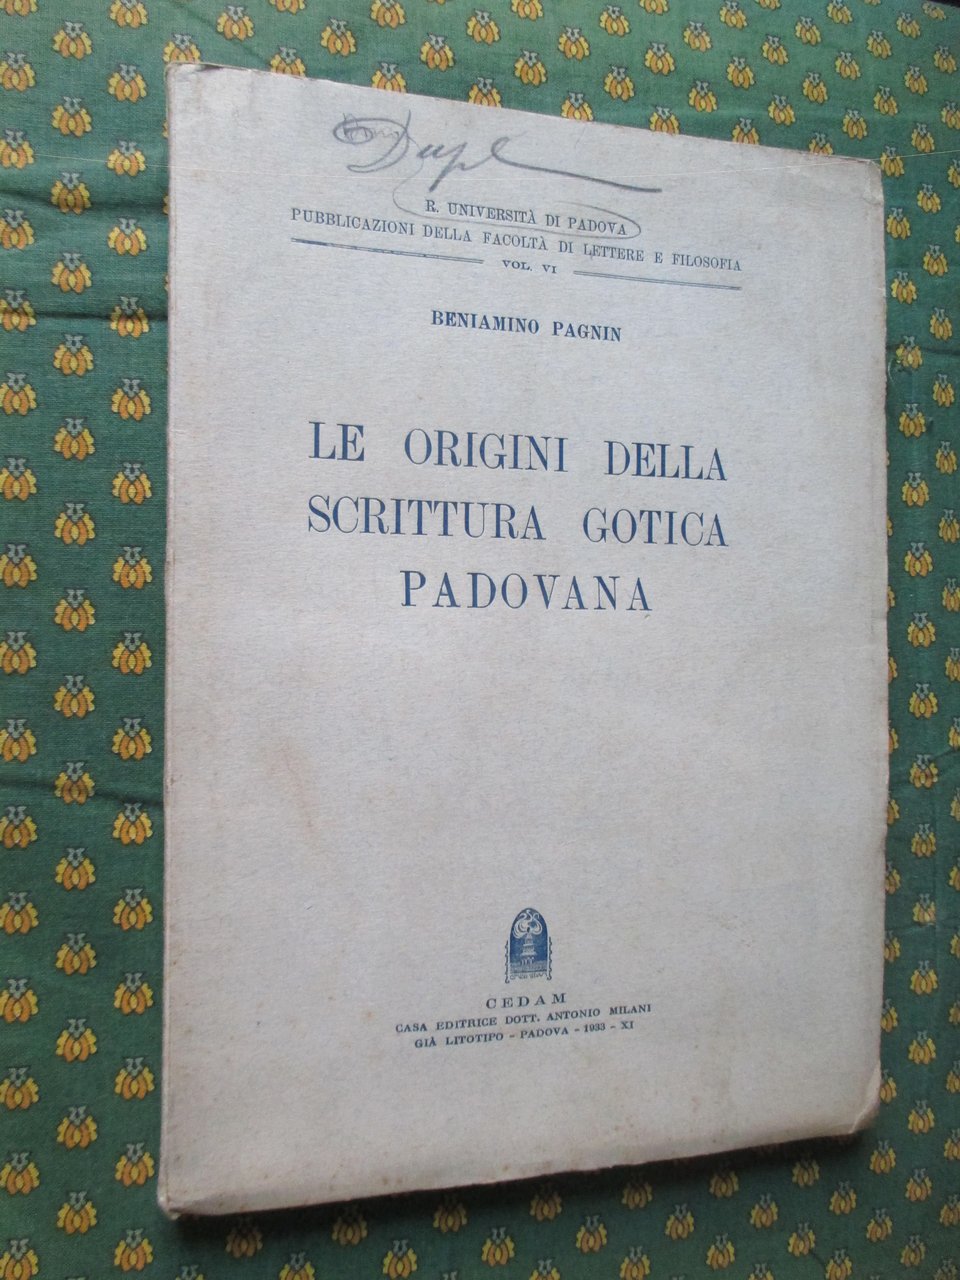 Dupl
R. UNIVERSITÀ DI PADOVA
PUBBLICAZIONI DELLA FACOLTÀ DI LETTERE E FILOSOFIA
VOL. VI
BENIAMINO PAGNIN
LE ORIGINI DELLA
SCRITTURA GOTICA
PADOVANA
CEDAM
CASA EDITRICE DOTT. ANTONIO MILANI
GIÀ LITOTIPO - PADOVA - 1933 - XI